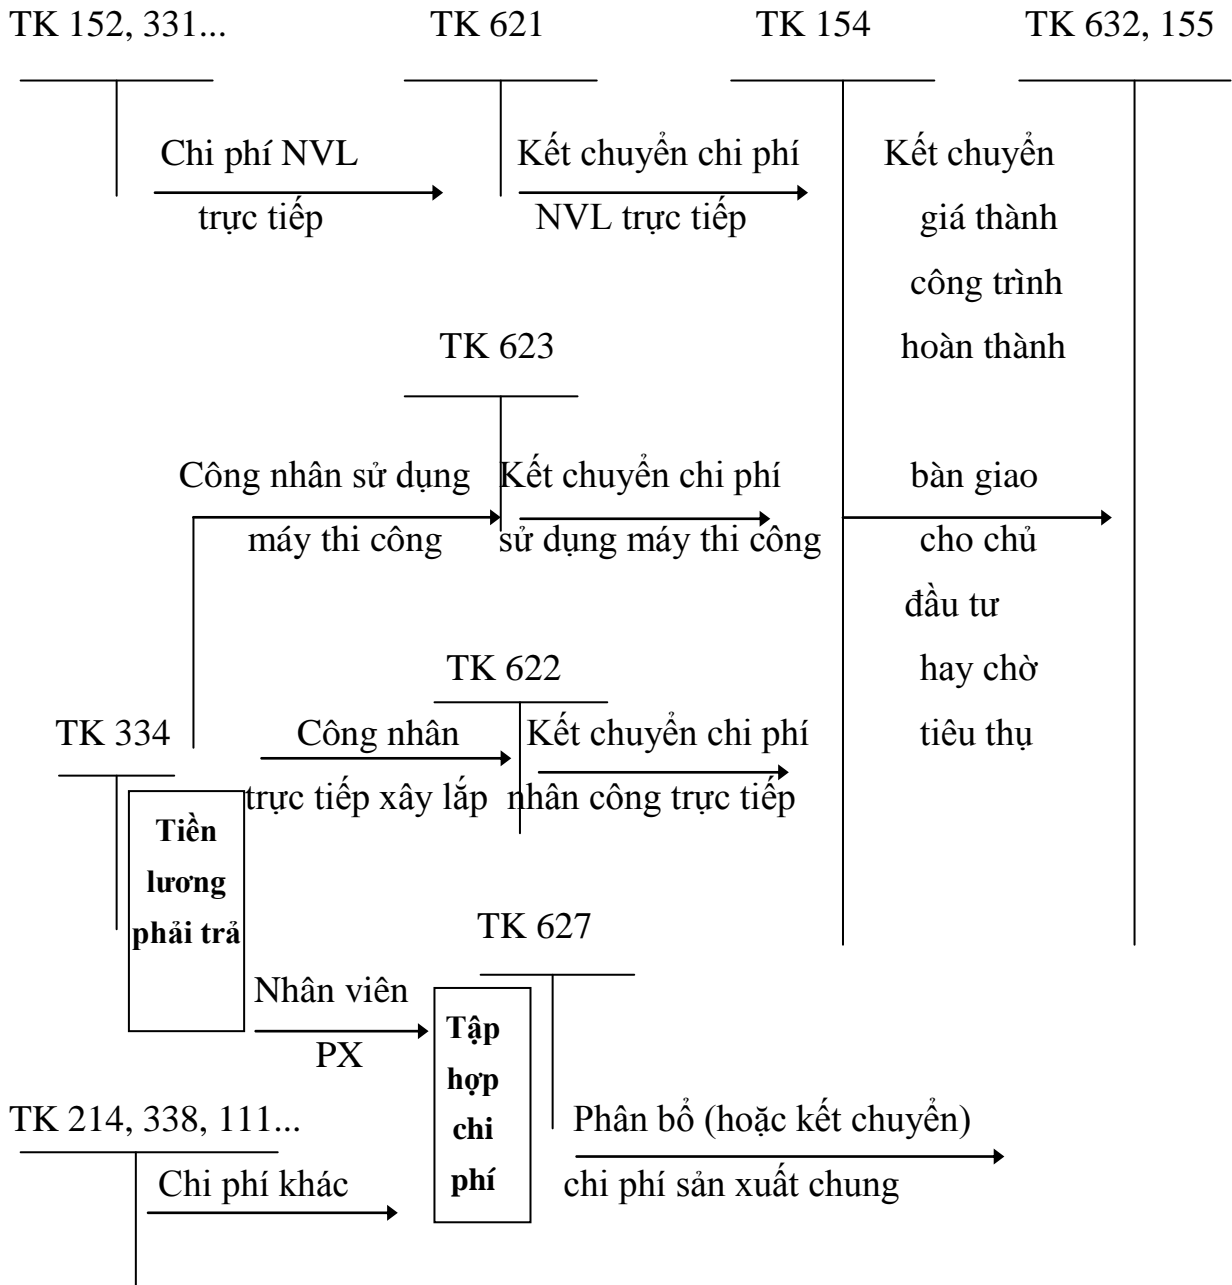 TK 152, 331...
TK 621
TK 154
TK 632, 155
Chi phí NVL
trực tiếp
Kết chuyển chi phí
NVL trực tiếp
Kết chuyển
giá thành
công trình
hoàn thành
bàn giao
cho chủ
đầu tư
hay chờ
tiêu thụ
TK 623
Công nhân sử dụng
máy thi công
Kết chuyển chi phí
sử dụng máy thi công
TK 622
TK 334
Công nhân
trực tiếp xây lắp
Kết chuyển chi phí
nhân công trực tiếp
Tiền
lương
phải trả
TK 627
Nhân viên
PX
Tập
hợp
chi
phí
TK 214, 338, 111...
Chi phí khác
Phân bổ (hoặc kết chuyển)
chi phí sản xuất chung